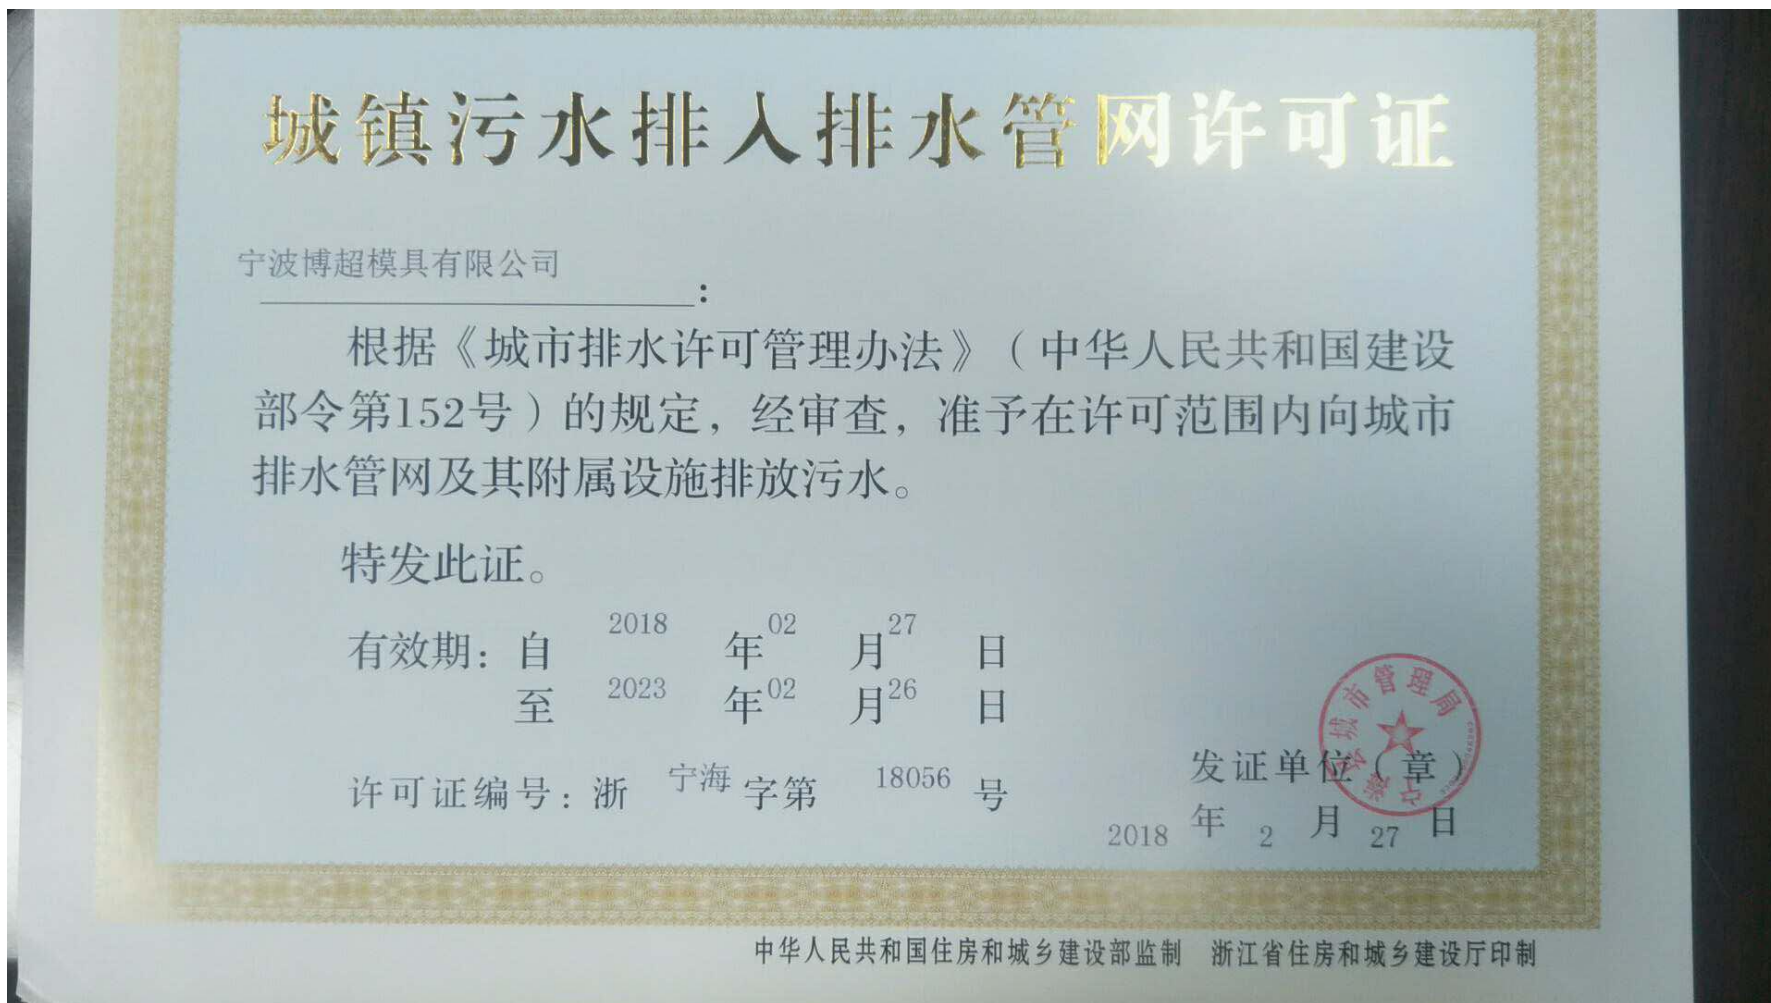 城镇污水排入排水管网许可证
宁波博超模具有限公司
：
根据《城市排水许可管理办法》（中华人民共和国建设
部令第152号）的规定，经审查，准予在许可范围内向城市
排水管网及其附属设施排放污水。
特发此证。
有效期：自 2018 年 02 月 27 日
至 2023 年 02 月 26 日
许可证编号：浙 宁海 字第 18056 号
宁海县城市管理局
发证单位（章）
2018 年 2 月 27 日
中华人民共和国住房和城乡建设部监制 浙江省住房和城乡建设厅印制